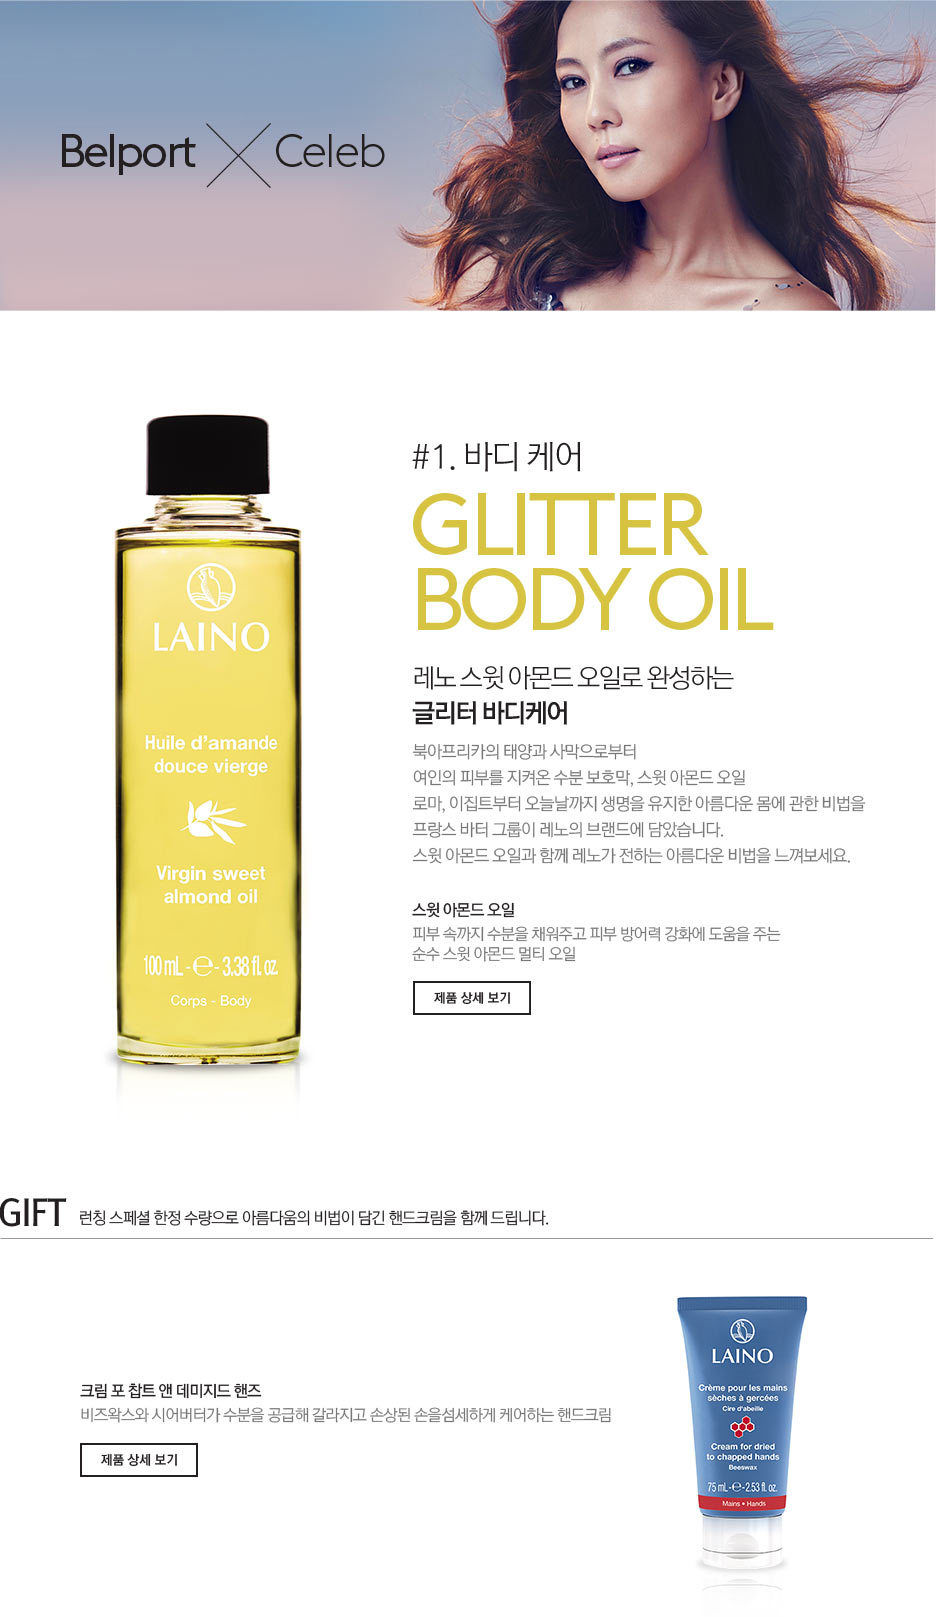 Belport X Celeb
#1. 바디 케어
GLITTER
BODY OIL
레노 스윗 아몬드 오일로 완성하는
글리터 바디케어
북아프리카의 태양과 사막으로부터
여인의 피부를 지켜온 수분 보호막, 스윗 아몬드 오일
로마, 이집트부터 오늘날까지 생명을 유지한 아름다운 몸에 관한 비법을
프랑스 바터 그룹이 레노의 브랜드에 담았습니다.
스윗 아몬드 오일과 함께 레노가 전하는 아름다운 비법을 느껴보세요.
스윗 아몬드 오일
피부 속까지 수분을 채워주고 피부 방어력 강화에 도움을 주는
순수 스윗 아몬드 멀티 오일
제품 상세 보기
LAINO
Huile d'amande
douce vierge
Virgin sweet
almond oil
100 mL - e - 3.38 fl. oz.
Corps - Body
GIFT 런칭 스페셜 한정 수량으로 아름다움의 비법이 담긴 핸드크림을 함께 드립니다.
크림 포 찹트 앤 데미지드 핸즈
비즈왁스와 시어버터가 수분을 공급해 갈라지고 손상된 손을섬세하게 케어하는 핸드크림
제품 상세 보기
LAINO
Crème pour les mains
sèches à gercées
Cire d'abeille
Cream for dried
to chapped hands
Beeswax
75 mL - e - 2.53 fl. oz.
Mains • Hands